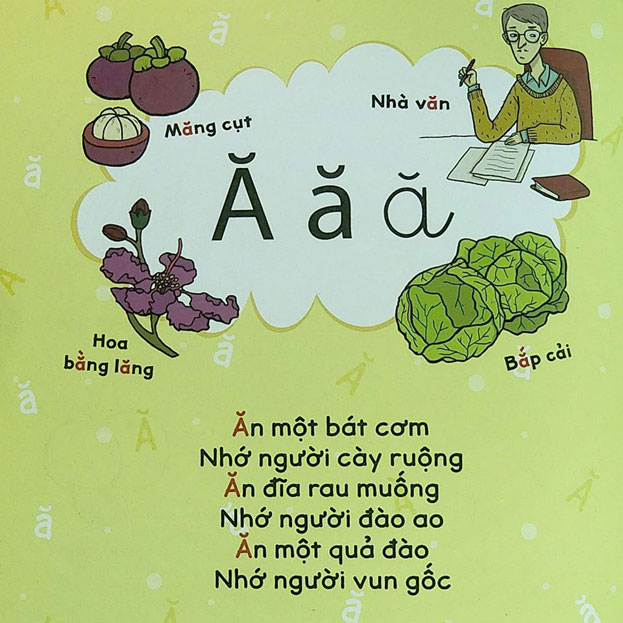 Măng cụt
Nhà văn
Ă ă ă
Hoa
bằng lăng
Bắp cải
Ăn một bát cơm
Nhớ người cày ruộng
Ăn đĩa rau muống
Nhớ người đào ao
Ăn một quả đào
Nhớ người vun gốc